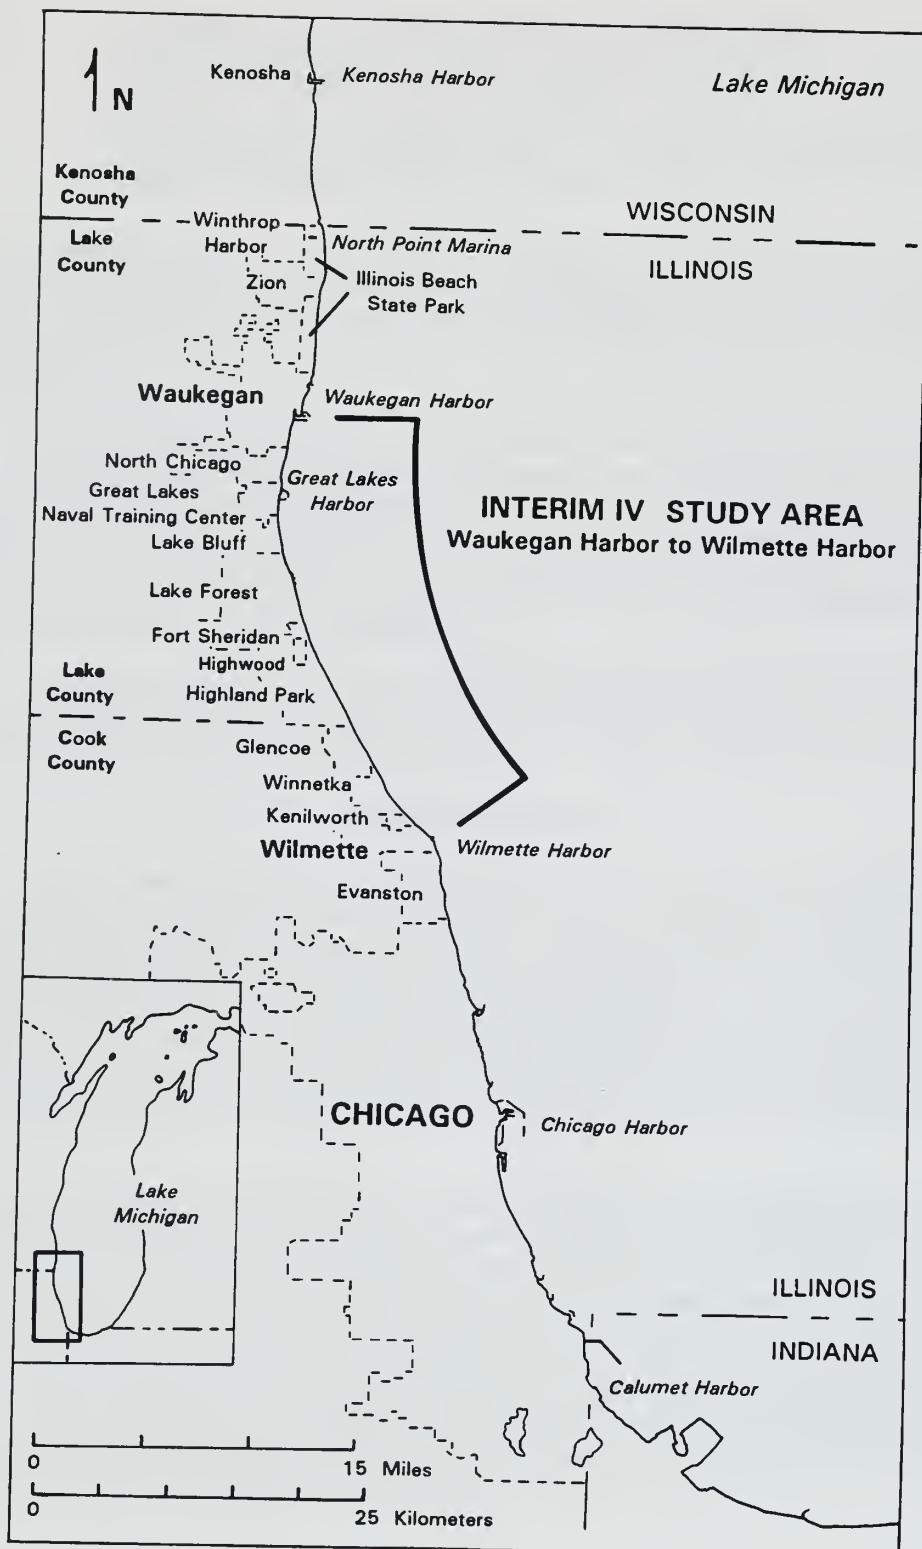 Kenosha
Kenosha Harbor
Lake Michigan
N
Kenosha
County
WISCONSIN
Winthrop
Harbor
Lake
County
North Point Marina
ILLINOIS
Zion
Illinois Beach
State Park
Waukegan
Waukegan Harbor
North Chicago
Great Lakes
Harbor
Great Lakes
Naval Training Center
INTERIM IV STUDY AREA
Waukegan Harbor to Wilmette Harbor
Lake Bluff
Lake Forest
Fort Sheridan
Highwood
Lake
County
Highland Park
Cook
County
Glencoe
Winnetka
Kenilworth
Wilmette
Wilmette Harbor
Evanston
CHICAGO
Chicago Harbor
Lake
Michigan
ILLINOIS
INDIANA
Calumet Harbor
0
15 Miles
0
25 Kilometers